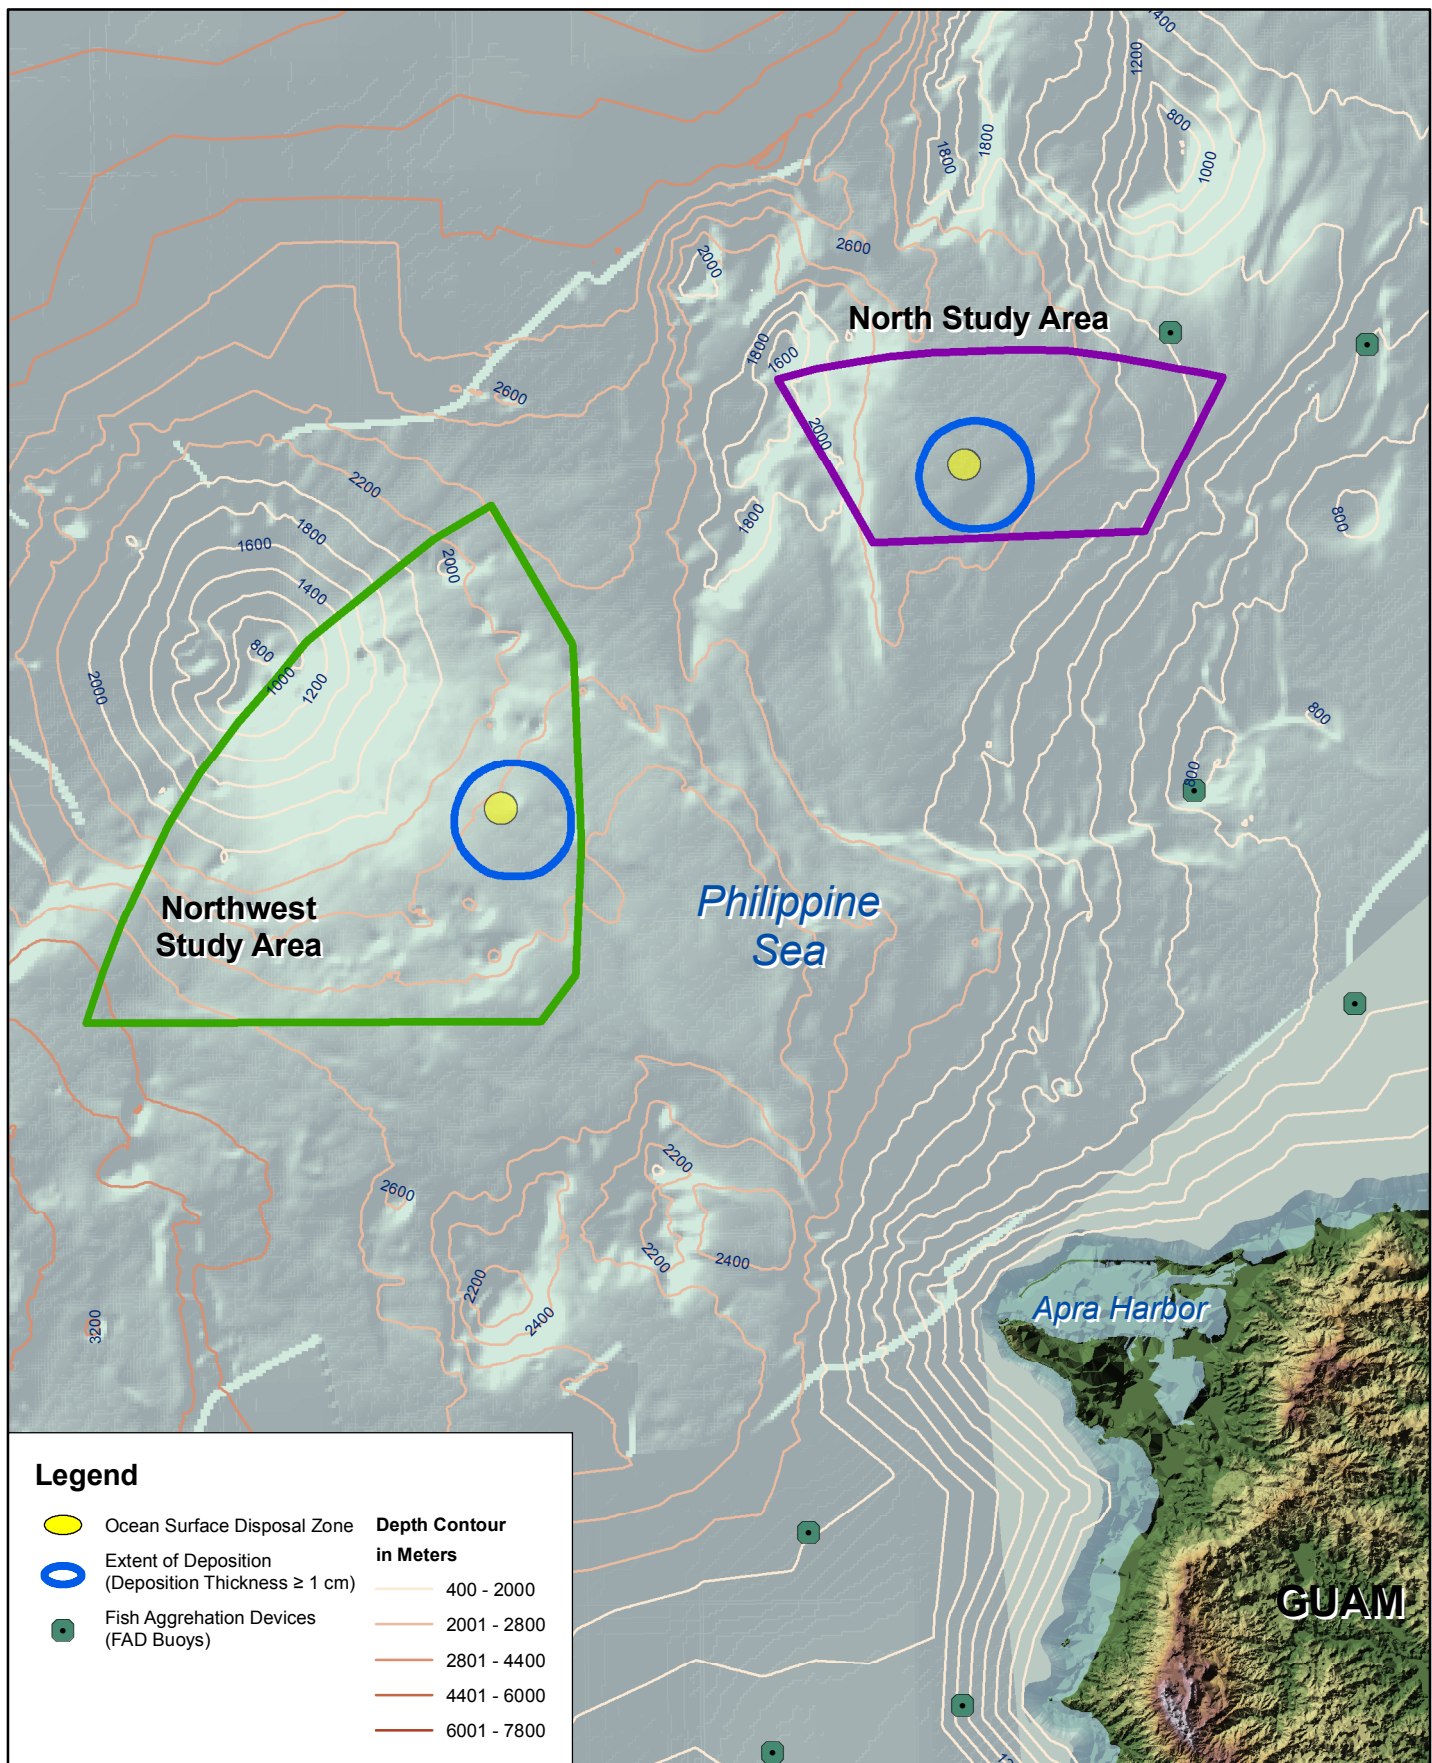 1400
1200
800
1800
1800
1000
2600
2000
North Study Area
1800
1600
2600
2000
2200
1800
1800
800
1600
2000
1400
800
1000
1200
2000
800
800
Northwest
Study Area
Philippine
Sea
2200
2600
2200
2400
2200
2400
3200
Apra Harbor
GUAM
Legend
Ocean Surface Disposal Zone
Extent of Deposition
(Deposition Thickness ≥ 1 cm)
Fish Aggrehation Devices
(FAD Buoys)
Depth Contour
in Meters
400 - 2000
2001 - 2800
2801 - 4400
4401 - 6000
6001 - 7800